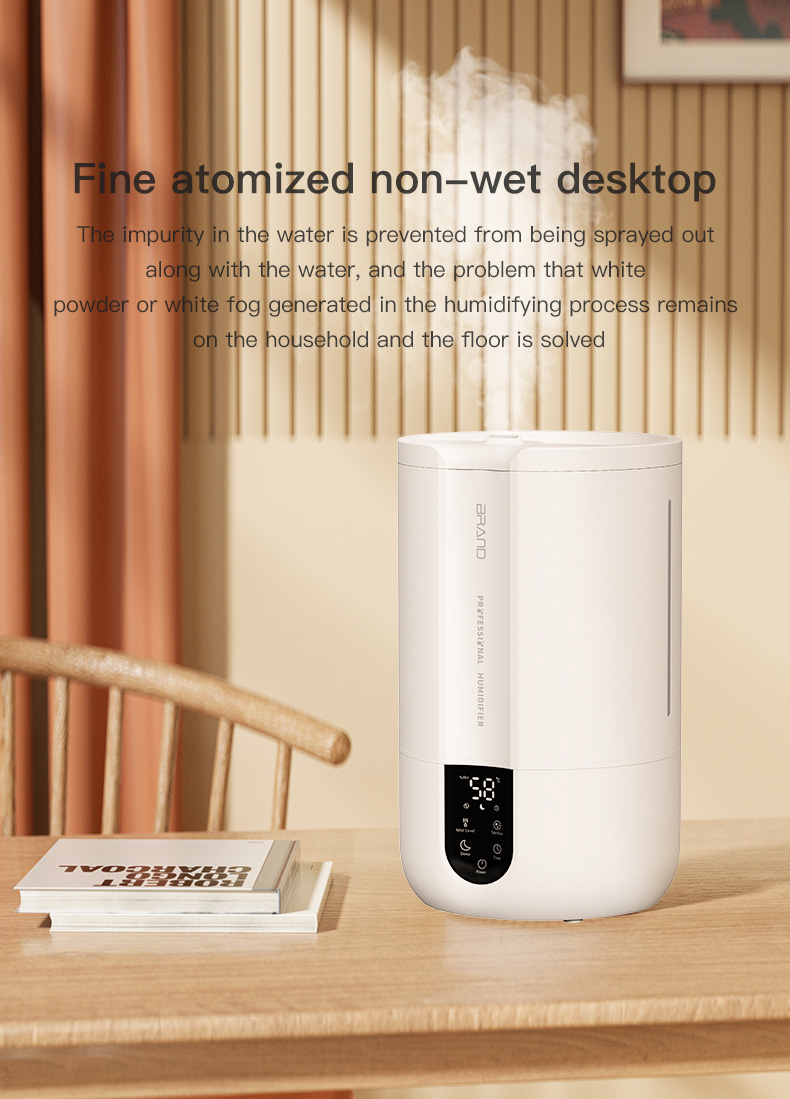 Fine atomized non-wet desktop
The impurity in the water is prevented from being sprayed out
along with the water, and the problem that white
powder or white fog generated in the humidifying process remains
on the household and the floor is solved
BRAND
PROFESSIONAL HUMIDIFIER
%RH
58
°C
Mist Level
Sleep
Time
Power
ROBERT
LONGO
CHARCOAL